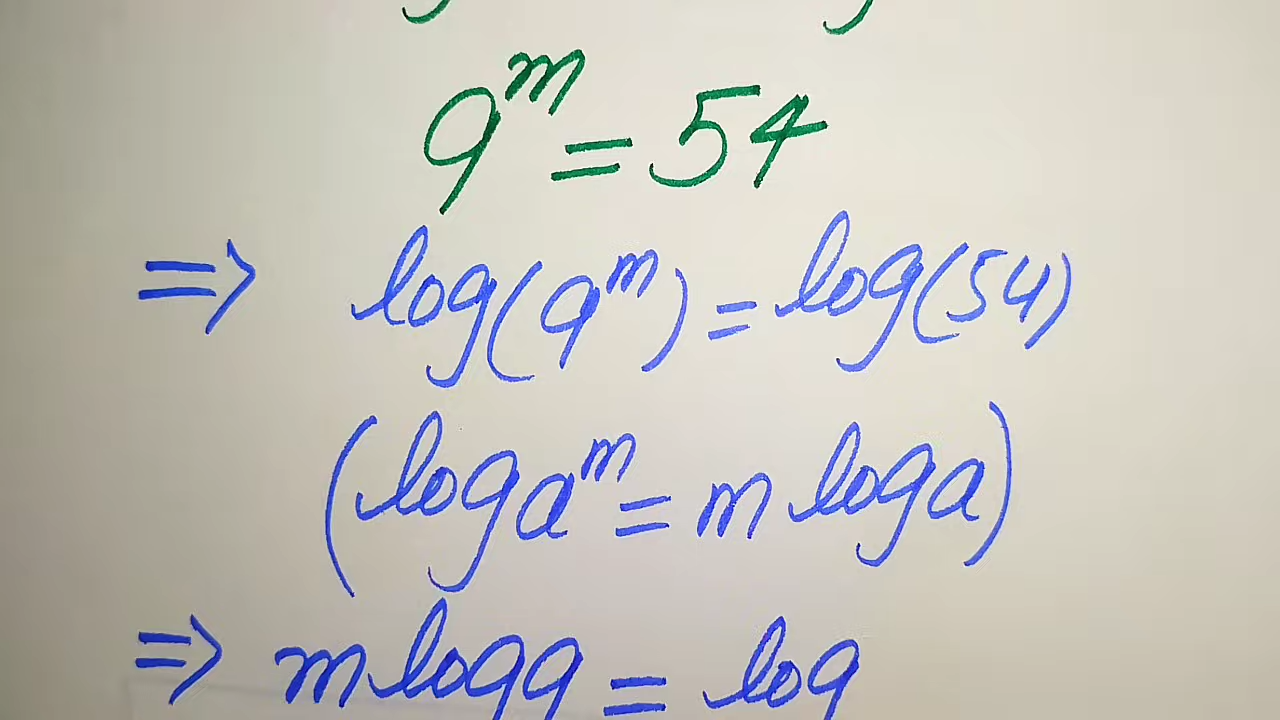 9^m = 54
=> log(9^m) = log(54)
(log a^m = m log a)
=> m log 9 = log